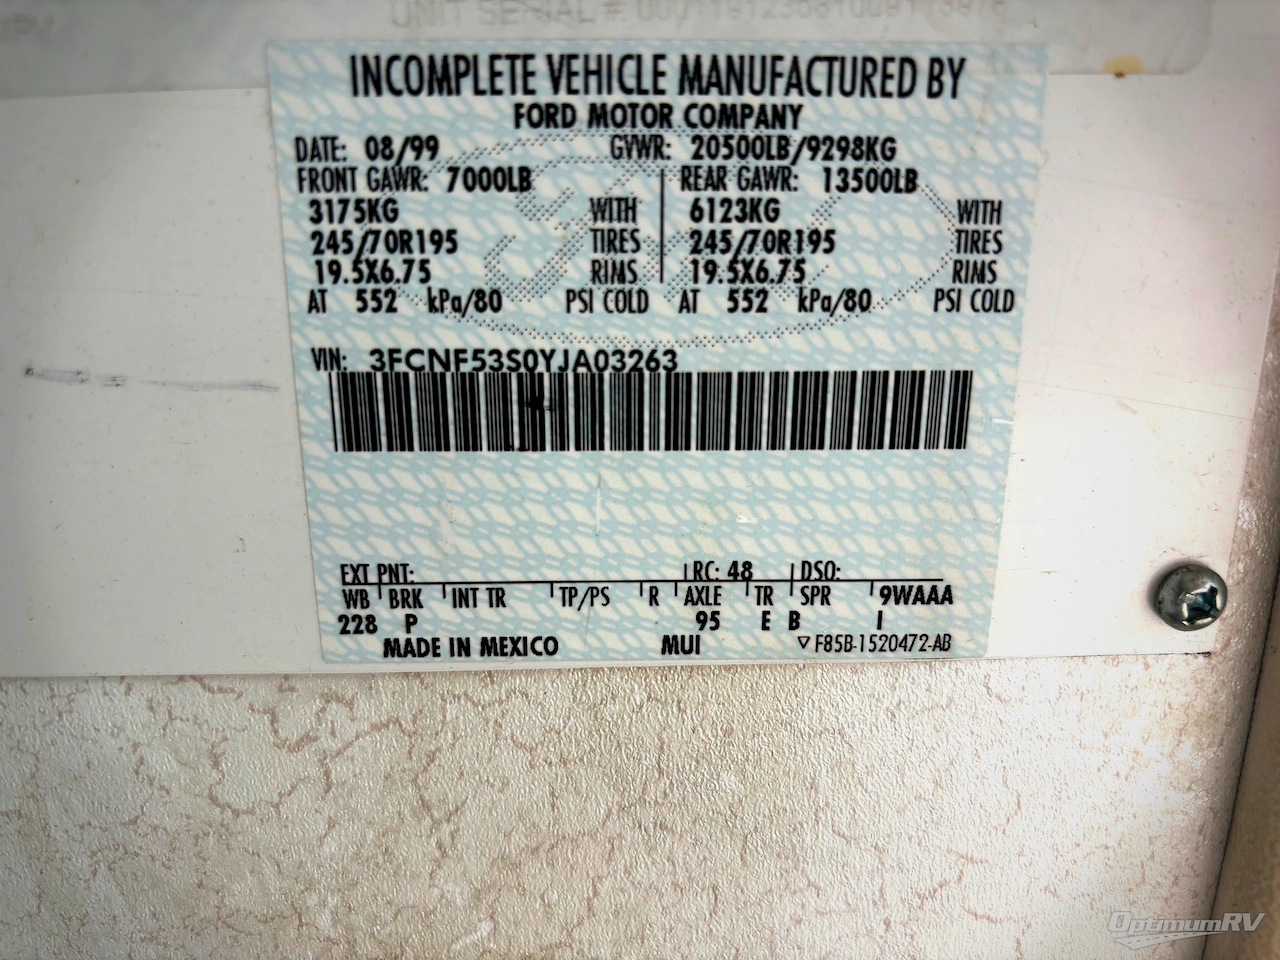 UNIT SERIAL #
INCOMPLETE VEHICLE MANUFACTURED BY
FORD MOTOR COMPANY
DATE: 08/99 GVWR: 20500LB/9298KG
FRONT GAWR: 7000LB REAR GAWR: 13500LB
3175KG WITH 6123KG WITH
245/70R195 TIRES 245/70R195 TIRES
19.5X6.75 RIMS 19.5X6.75 RIMS
AT 552 kPa/80 PSI COLD AT 552 kPa/80 PSI COLD
VIN: 3FCNF53S0YJA03263
EXT PNT: RC: 48 DSO:
WB BRK INT TR TP/PS R AXLE TR SPR 9WAAA
228 P 95 E B I
MADE IN MEXICO MUI ▽ F85B-1520472-AB
OptimumRV